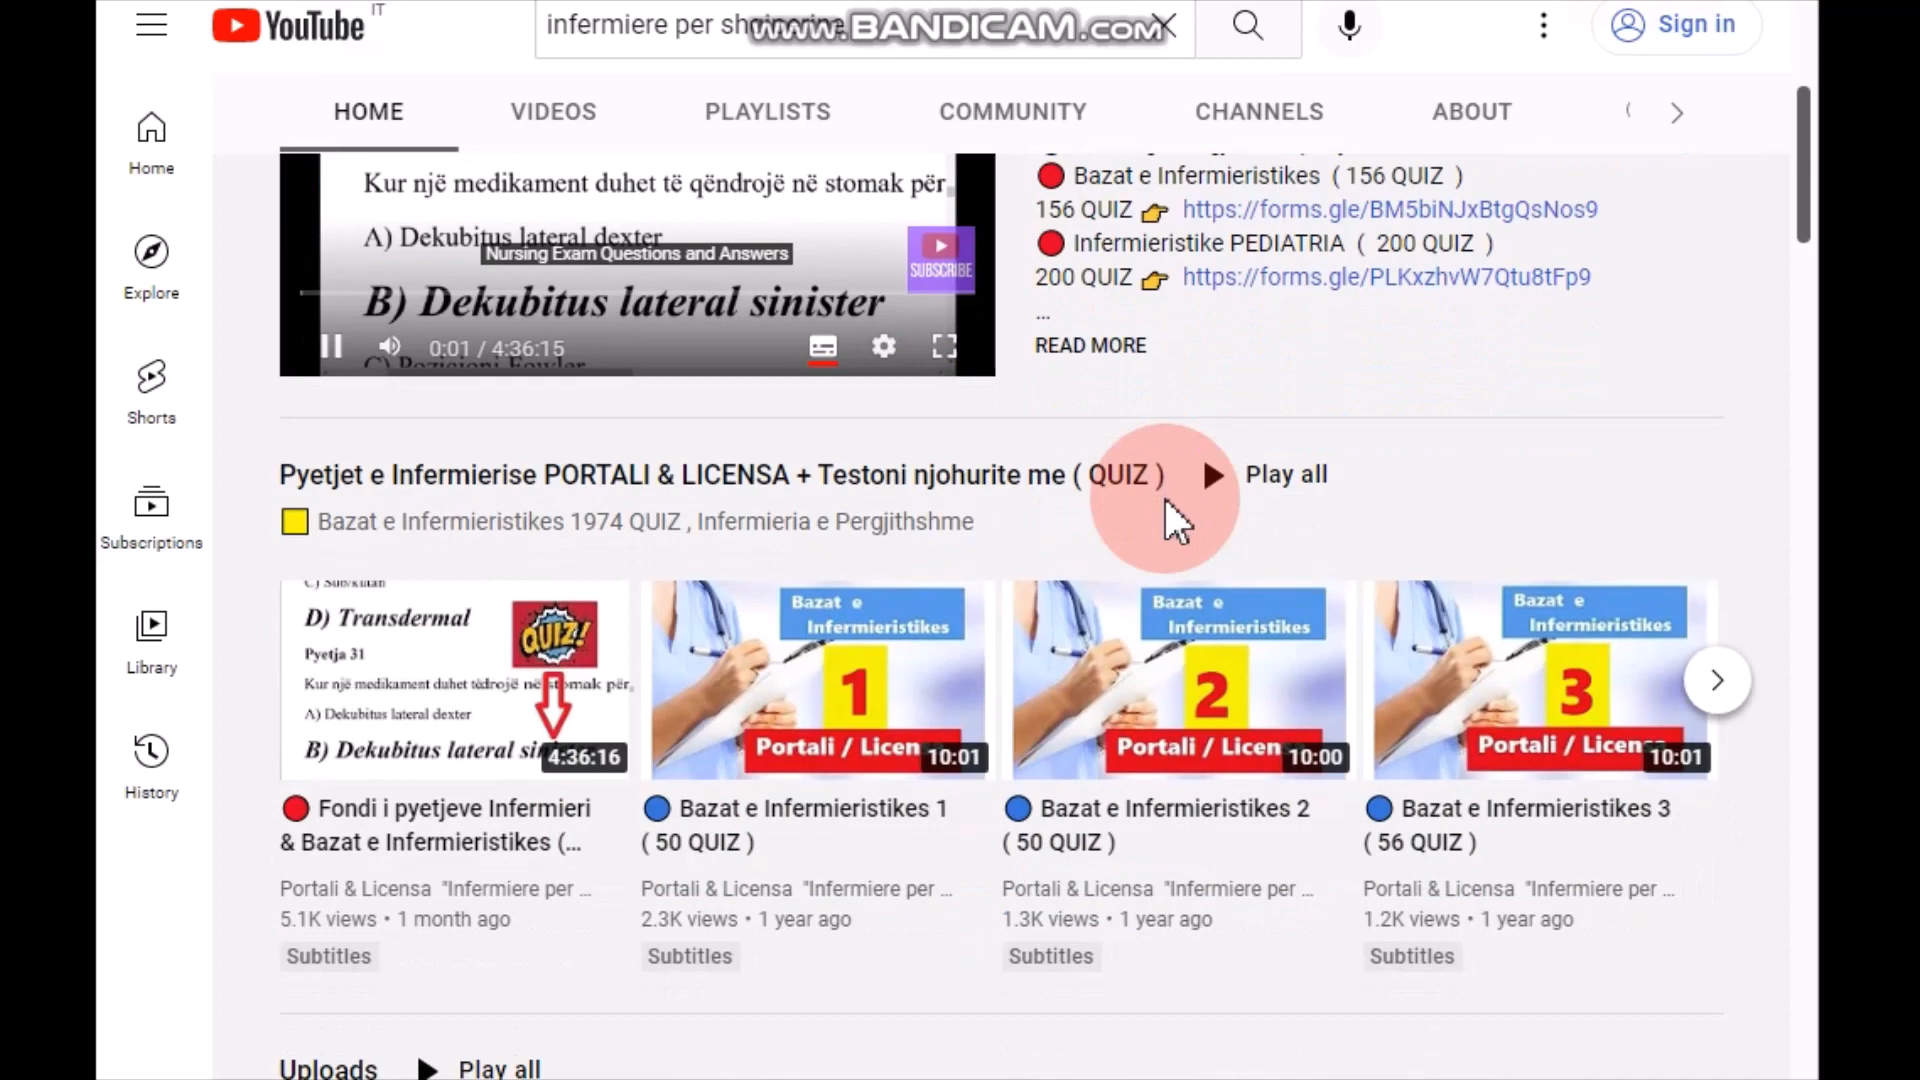 YouTube IT
infermiere per
www.BANDICAM.com
Sign in
HOME VIDEOS PLAYLISTS COMMUNITY CHANNELS ABOUT
Home
Explore
Shorts
Subscriptions
Library
History
Kur një medikament duhet të qëndrojë në stomak për
A) Dekubitus lateral dexter
Nursing Exam Questions and Answers
SUBSCRIBE
B) Dekubitus lateral sinister
0:01 / 4:36:15
C) Pozicioni Fowler
Bazat e Infermieristikes ( 156 QUIZ )
156 QUIZ 👉 https://forms.gle/BM5biNJxBtgQsNos9
Infermieristike PEDIATRIA ( 200 QUIZ )
200 QUIZ 👉 https://forms.gle/PLKxzhvW7Qtu8tFp9
...
READ MORE
Pyetjet e Infermierise PORTALI & LICENSA + Testoni njohurite me ( QUIZ ) Play all
Bazat e Infermieristikes 1974 QUIZ , Infermieria e Pergjithshme
C) Subkutan
D) Transdermal
QUIZ!
Pyetja 31
Kur një medikament duhet tëdrojë në stomak për,
A) Dekubitus lateral dexter
B) Dekubitus lateral
4:36:16
Bazat e
Infermieristikes
1
Portali / Licen
10:01
Bazat e
Infermieristikes
2
Portali / Licen
10:00
Bazat e
Infermieristikes
3
Portali / Licen
10:01
Fondi i pyetjeve Infermieri
& Bazat e Infermieristikes (...
Portali & Licensa "Infermiere per ...
5.1K views • 1 month ago
Subtitles
Bazat e Infermieristikes 1
( 50 QUIZ )
Portali & Licensa "Infermiere per ...
2.3K views • 1 year ago
Subtitles
Bazat e Infermieristikes 2
( 50 QUIZ )
Portali & Licensa "Infermiere per ...
1.3K views • 1 year ago
Subtitles
Bazat e Infermieristikes 3
( 56 QUIZ )
Portali & Licensa "Infermiere per ...
1.2K views • 1 year ago
Subtitles
Uploads Play all